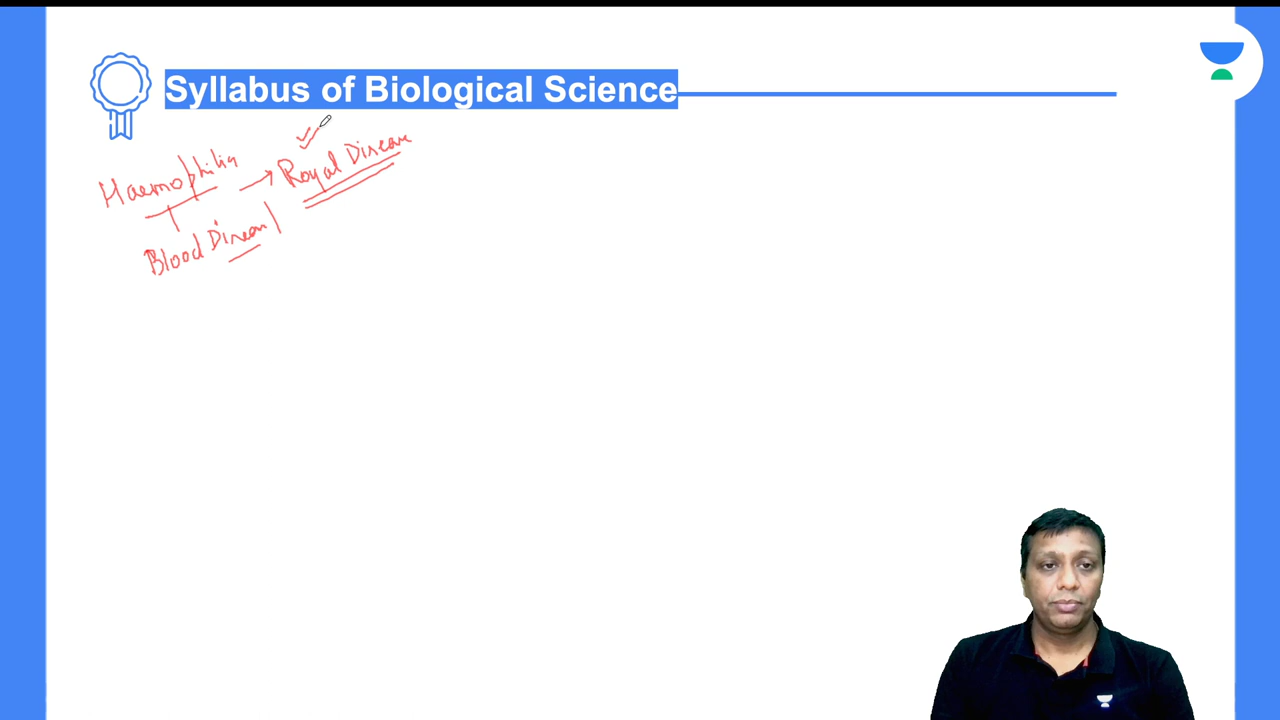 Syllabus of Biological Science
Haemophilia → Royal Disease
Blood Disease